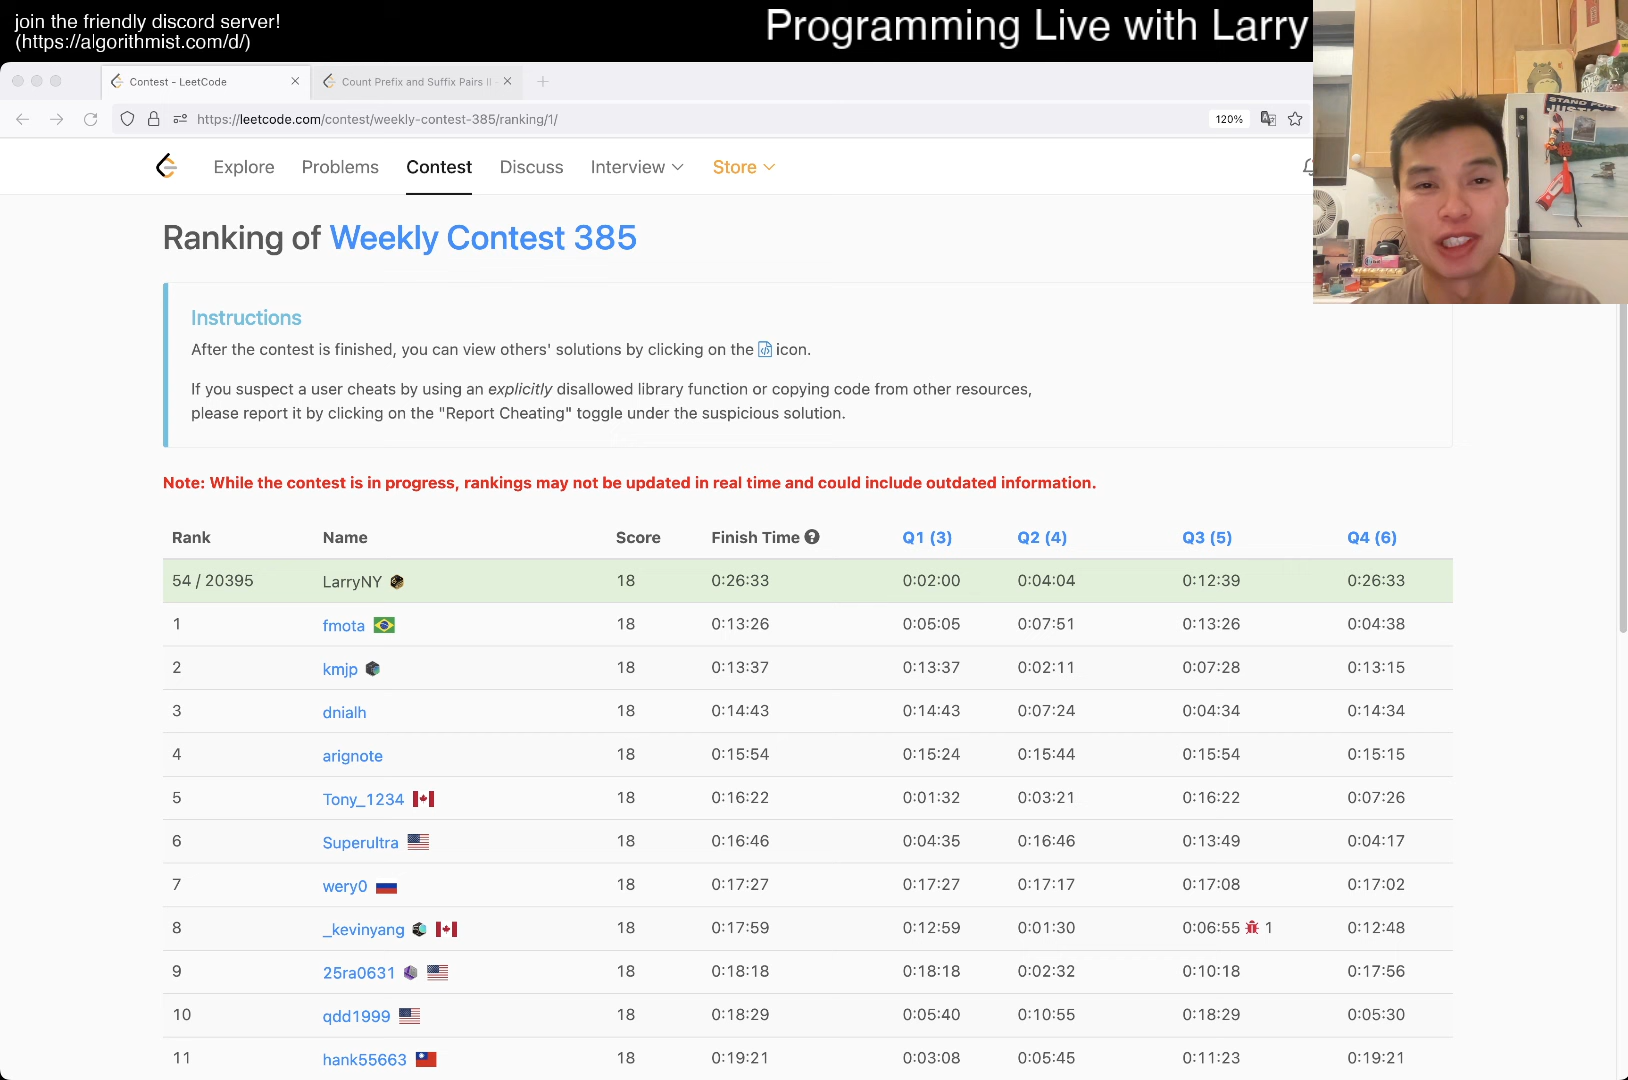 join the friendly discord server!
(https://algorithmist.com/d/)
Programming Live with Larry
Contest - LeetCode
Count Prefix and Suffix Pairs II
https://leetcode.com/contest/weekly-contest-385/ranking/1/
120%
Explore Problems Contest Discuss Interview Store
Ranking of Weekly Contest 385
Instructions
After the contest is finished, you can view others' solutions by clicking on the icon.
If you suspect a user cheats by using an explicitly disallowed library function or copying code from other resources,
please report it by clicking on the "Report Cheating" toggle under the suspicious solution.
Note: While the contest is in progress, rankings may not be updated in real time and could include outdated information.
Rank Name Score Finish Time Q1 (3) Q2 (4) Q3 (5) Q4 (6)
54 / 20395 LarryNY 18 0:26:33 0:02:00 0:04:04 0:12:39 0:26:33
1 fmota 18 0:13:26 0:05:05 0:07:51 0:13:26 0:04:38
2 kmjp 18 0:13:37 0:13:37 0:02:11 0:07:28 0:13:15
3 dnialh 18 0:14:43 0:14:43 0:07:24 0:04:34 0:14:34
4 arignote 18 0:15:54 0:15:24 0:15:44 0:15:54 0:15:15
5 Tony_1234 18 0:16:22 0:01:32 0:03:21 0:16:22 0:07:26
6 Superultra 18 0:16:46 0:04:35 0:16:46 0:13:49 0:04:17
7 wery0 18 0:17:27 0:17:27 0:17:17 0:17:08 0:17:02
8 _kevinyang 18 0:17:59 0:12:59 0:01:30 0:06:55 1 0:12:48
9 25ra0631 18 0:18:18 0:18:18 0:02:32 0:10:18 0:17:56
10 qdd1999 18 0:18:29 0:05:40 0:10:55 0:18:29 0:05:30
11 hank55663 18 0:19:21 0:03:08 0:05:45 0:11:23 0:19:21
STAND FOR